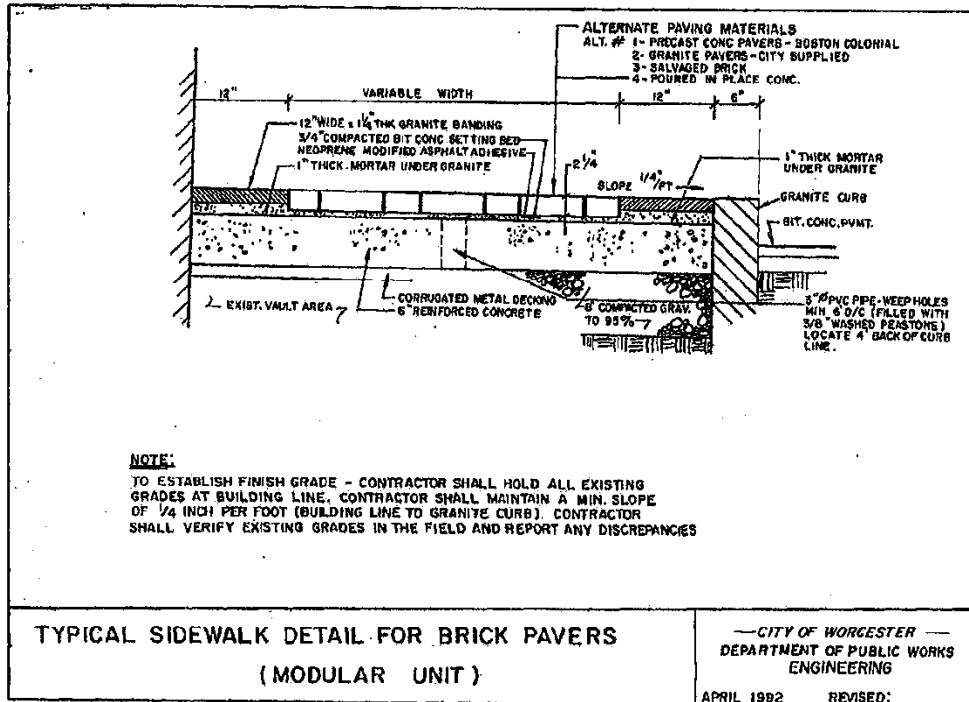 ALTERNATE PAVING MATERIALS
ALT. # 1- PRECAST CONC PAVERS - BOSTON COLONIAL
2- GRANITE PAVERS - CITY SUPPLIED
3- SALVAGED BRICK
4- POURED IN PLACE CONC.
12" VARIABLE WIDTH 12" 6"
12" WIDE x 1 1/4" THK GRANITE BANDING
3/4" COMPACTED BIT CONC SETTING BED
NEOPRENE MODIFIED ASPHALT ADHESIVE
1" THICK MORTAR UNDER GRANITE
2 1/4"
SLOPE 1/4"/FT
1" THICK MORTAR
UNDER GRANITE
GRANITE CURB
BIT. CONC. PVMT.
EXIST. VAULT AREA
CORRUGATED METAL DECKING
6" REINFORCED CONCRETE
8" COMPACTED GRAV.
TO 95%
PVC PIPE - WEEP HOLES
MIN. 6' O/C (FILLED WITH
3/8" WASHED PEASTONE)
LOCATE 4" BACK OF CURB
LINE.
NOTE:
TO ESTABLISH FINISH GRADE - CONTRACTOR SHALL HOLD ALL EXISTING
GRADES AT BUILDING LINE. CONTRACTOR SHALL MAINTAIN A MIN. SLOPE
OF 1/4 INCH PER FOOT (BUILDING LINE TO GRANITE CURB). CONTRACTOR
SHALL VERIFY EXISTING GRADES IN THE FIELD AND REPORT ANY DISCREPANCIES
TYPICAL SIDEWALK DETAIL FOR BRICK PAVERS
(MODULAR UNIT)
—CITY OF WORCESTER—
DEPARTMENT OF PUBLIC WORKS
ENGINEERING
APRIL 1992 REVISED: